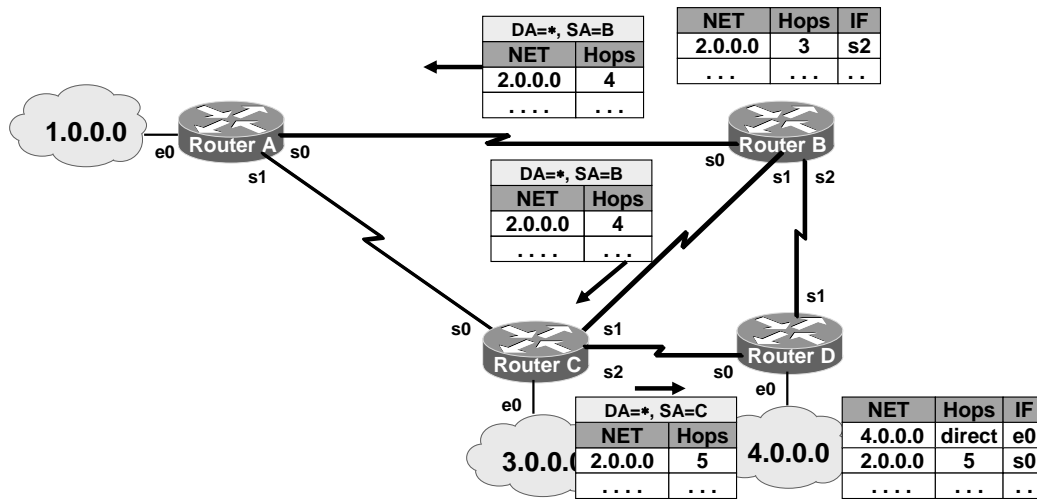 DA=*, SA=B
NET Hops
2.0.0.0 4
. . . . . . .
NET Hops IF
2.0.0.0 3 s2
. . . . . . . .
1.0.0.0
e0
Router A
s0
s1
Router B
s0
s1
s2
DA=*, SA=B
NET Hops
2.0.0.0 4
. . . . . . .
s0
Router C
s1
s2
e0
s1
Router D
s0
e0
3.0.0.0
DA=*, SA=C
NET Hops
2.0.0.0 5
. . . . . . .
4.0.0.0
NET Hops IF
4.0.0.0 direct e0
2.0.0.0 5 s0
. . . . . . . . .